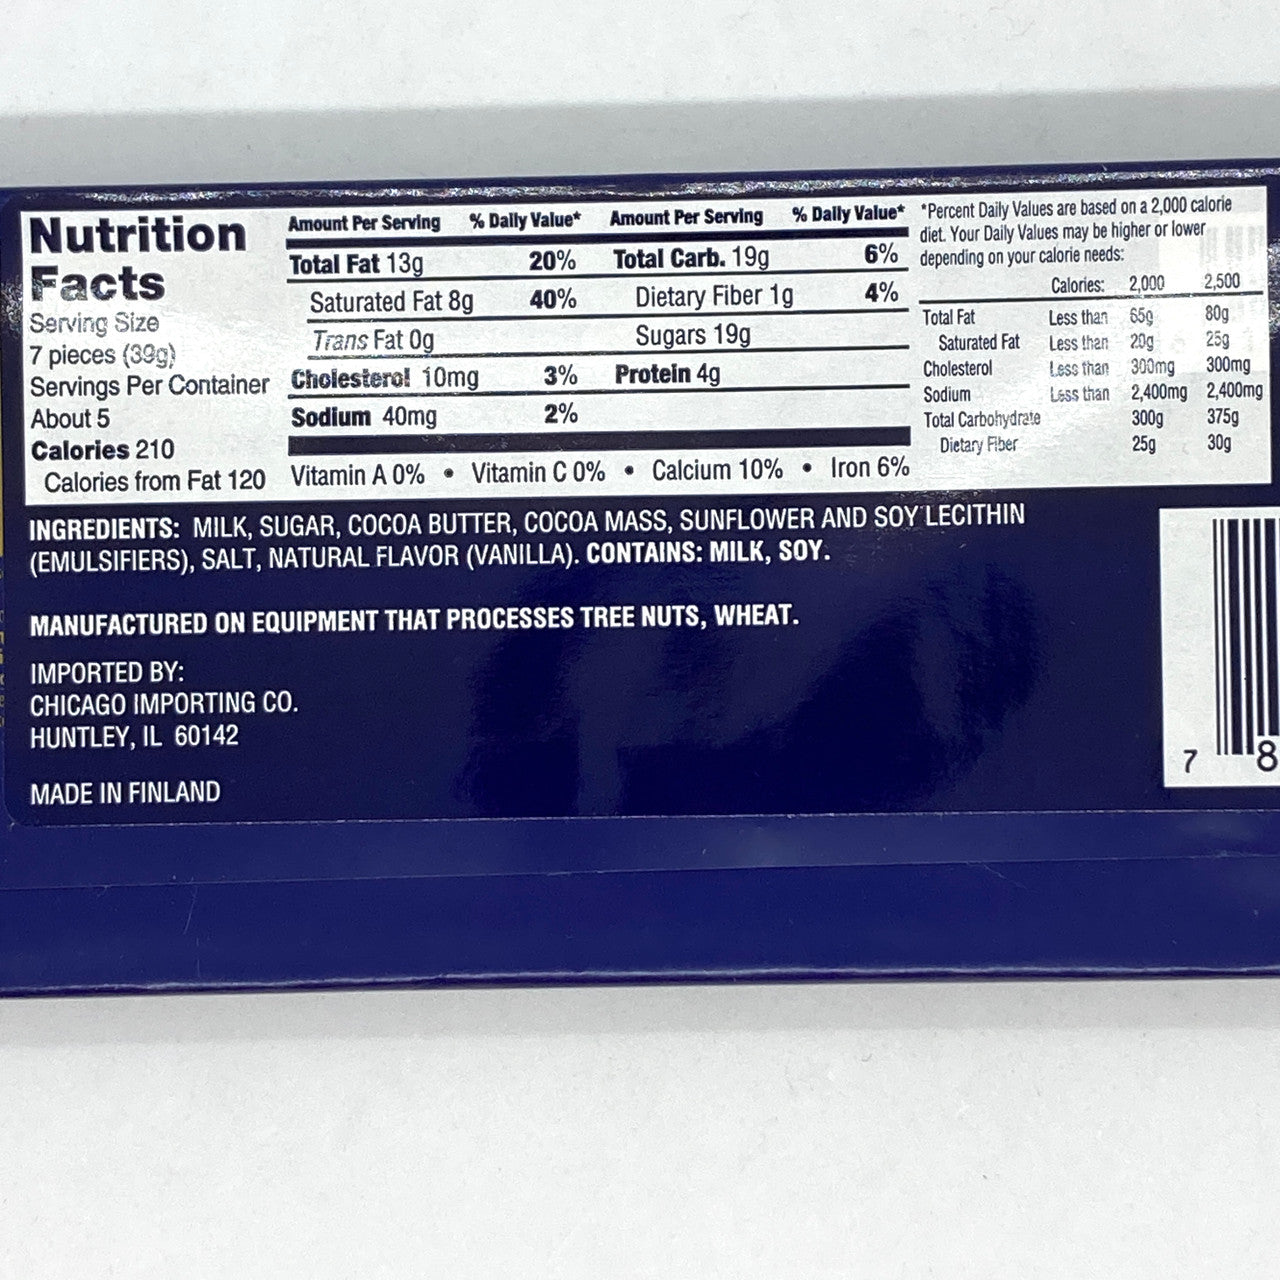 Nutrition
Facts
Serving Size
7 pieces (39g)
Servings Per Container
About 5
Calories 210
Calories from Fat 120
Amount Per Serving % Daily Value* Amount Per Serving % Daily Value*
Total Fat 13g 20% Total Carb. 19g 6%
Saturated Fat 8g 40% Dietary Fiber 1g 4%
Trans Fat 0g Sugars 19g
Cholesterol 10mg 3% Protein 4g
Sodium 40mg 2%
Vitamin A 0% • Vitamin C 0% • Calcium 10% • Iron 6%
*Percent Daily Values are based on a 2,000 calorie
diet. Your Daily Values may be higher or lower
depending on your calorie needs:
Calories: 2,000 2,500
Total Fat Less than 65g 80g
Saturated Fat Less than 20g 25g
Cholesterol Less than 300mg 300mg
Sodium Less than 2,400mg 2,400mg
Total Carbohydrate 300g 375g
Dietary Fiber 25g 30g
INGREDIENTS: MILK, SUGAR, COCOA BUTTER, COCOA MASS, SUNFLOWER AND SOY LECITHIN
(EMULSIFIERS), SALT, NATURAL FLAVOR (VANILLA). CONTAINS: MILK, SOY.
MANUFACTURED ON EQUIPMENT THAT PROCESSES TREE NUTS, WHEAT.
IMPORTED BY:
CHICAGO IMPORTING CO.
HUNTLEY, IL 60142
MADE IN FINLAND
7 8